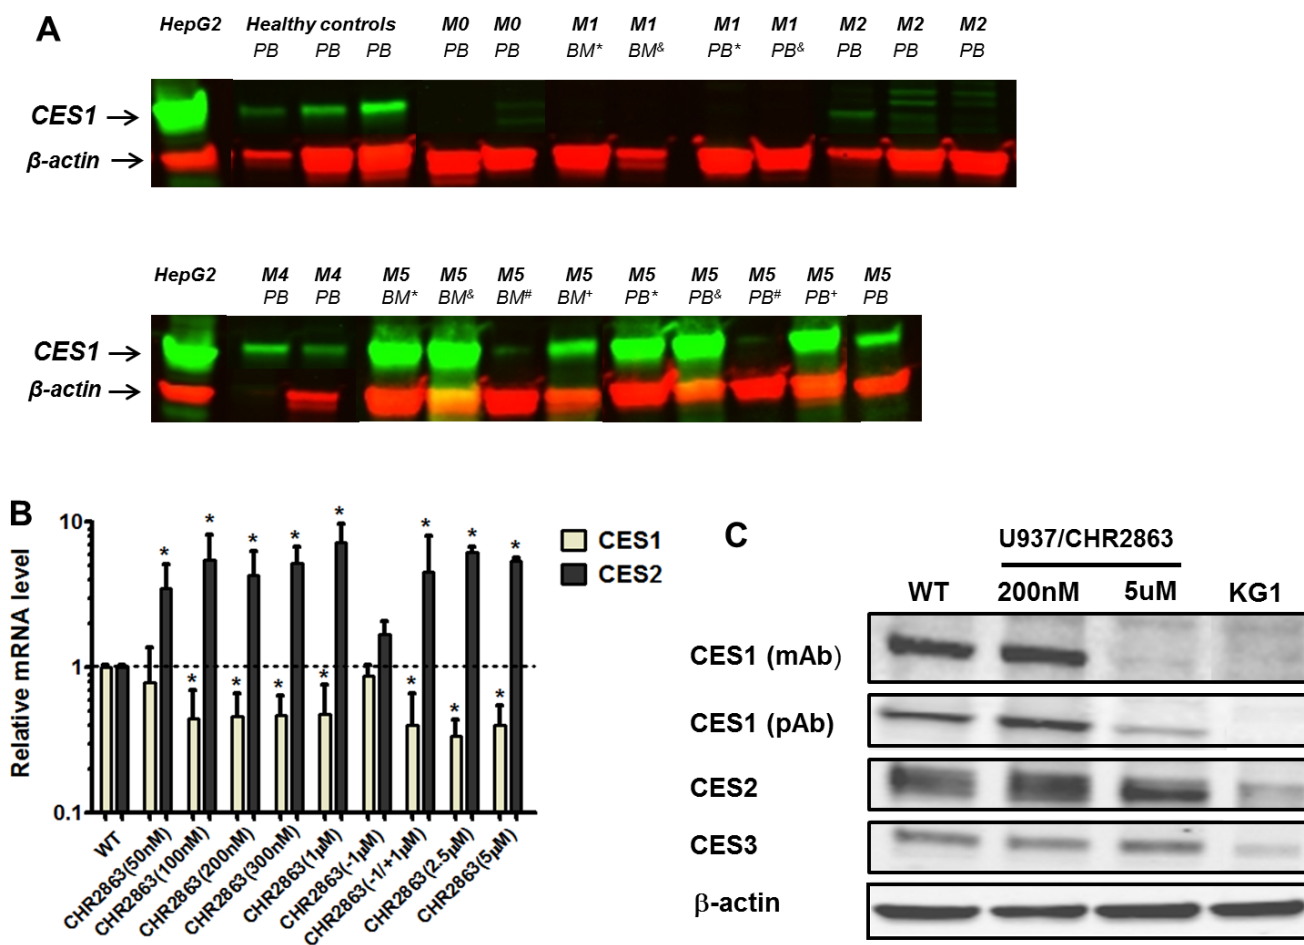 A
HepG2 Healthy controls M0 M0 M1 M1 M1 M1 M2 M2 M2
PB PB PB PB PB BM* BM& PB* PB& PB PB PB
CES1
β-actin
HepG2 M4 M4 M5 M5 M5 M5 M5 M5 M5 M5 M5
PB PB BM* BM& BM# BM+ PB* PB& PB# PB+ PB
CES1
β-actin
B
Relative mRNA level
10
1
0.1
* * * * * * * *
* * * * * * *
CES1
CES2
WT
CHR2863(50nM)
CHR2863(100nM)
CHR2863(200nM)
CHR2863(300nM)
CHR2863(1µM)
CHR2863(-1µM)
CHR2863(-1/+1µM)
CHR2863(2.5µM)
CHR2863(5µM)
C
U937/CHR2863
WT 200nM 5uM KG1
CES1 (mAb)
CES1 (pAb)
CES2
CES3
β-actin